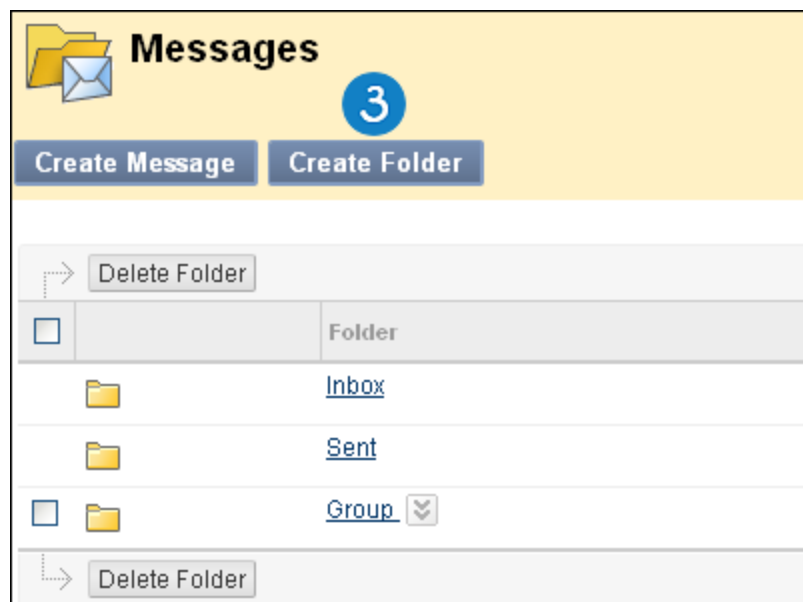 Messages
3
Create Message Create Folder
Delete Folder
Folder
Inbox
Sent
Group
Delete Folder